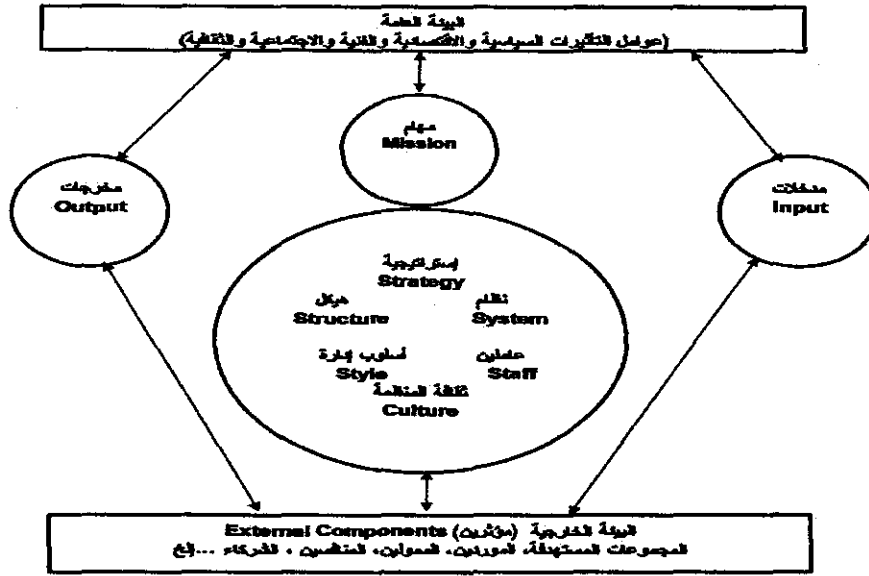 البيئة العامة
(عوامل التأثيرات السياسية والاقتصادية والفنية والاجتماعية والثقافية)
مهام
Mission
مخرجات
Output
مدخلات
Input
إستراتيجية
Strategy
هيكل
Structure
نظام
System
أسلوب إدارة
Style
عاملين
Staff
ثقافة المنظمة
Culture
البيئة الخارجية (مؤثرين) External Components
المجموعات المستهدفة، الموردين، الممولين، المنافسين ، الشركاء ...إلخ